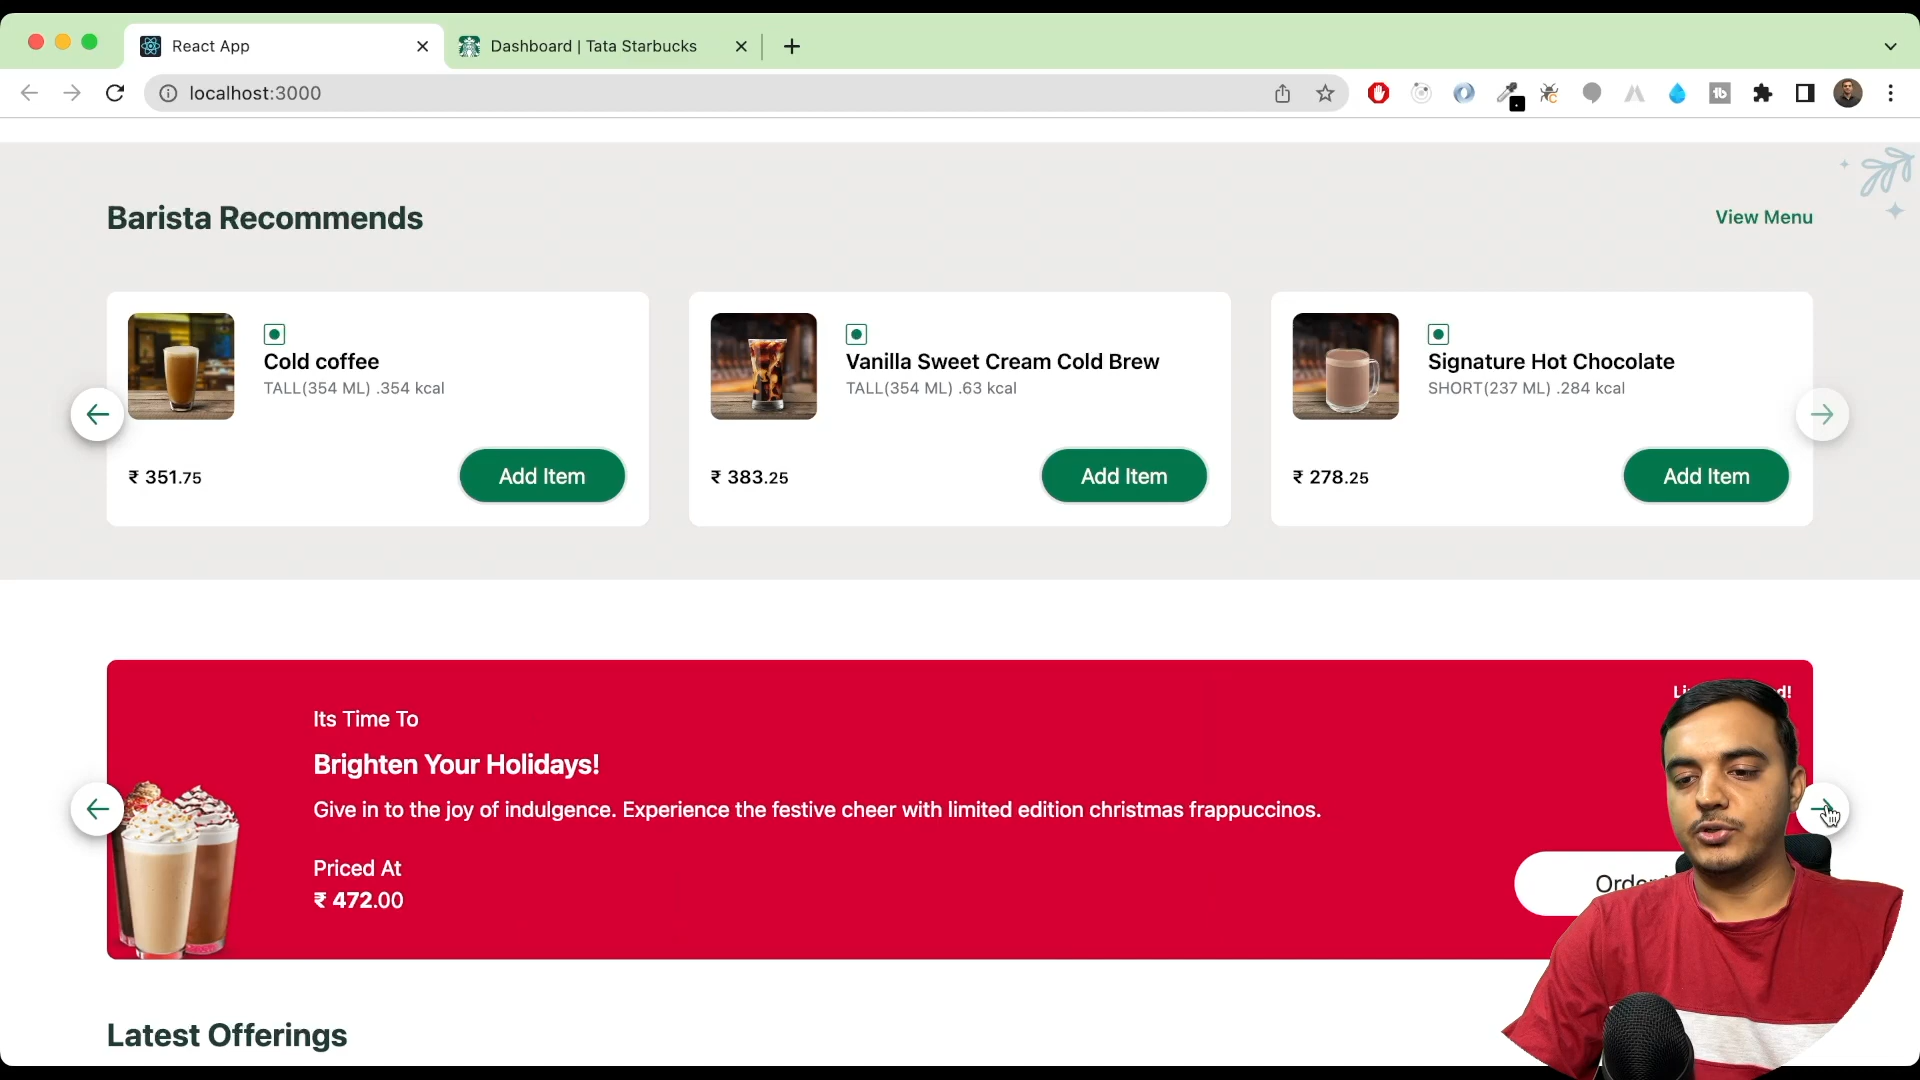 React App
Dashboard | Tata Starbucks
localhost:3000
Barista Recommends
View Menu
Cold coffee
TALL(354 ML) .354 kcal
₹ 351.75
Add Item
Vanilla Sweet Cream Cold Brew
TALL(354 ML) .63 kcal
₹ 383.25
Add Item
Signature Hot Chocolate
SHORT(237 ML) .284 kcal
₹ 278.25
Add Item
Its Time To
Brighten Your Holidays!
Give in to the joy of indulgence. Experience the festive cheer with limited edition christmas frappuccinos.
Priced At
₹ 472.00
Latest Offerings